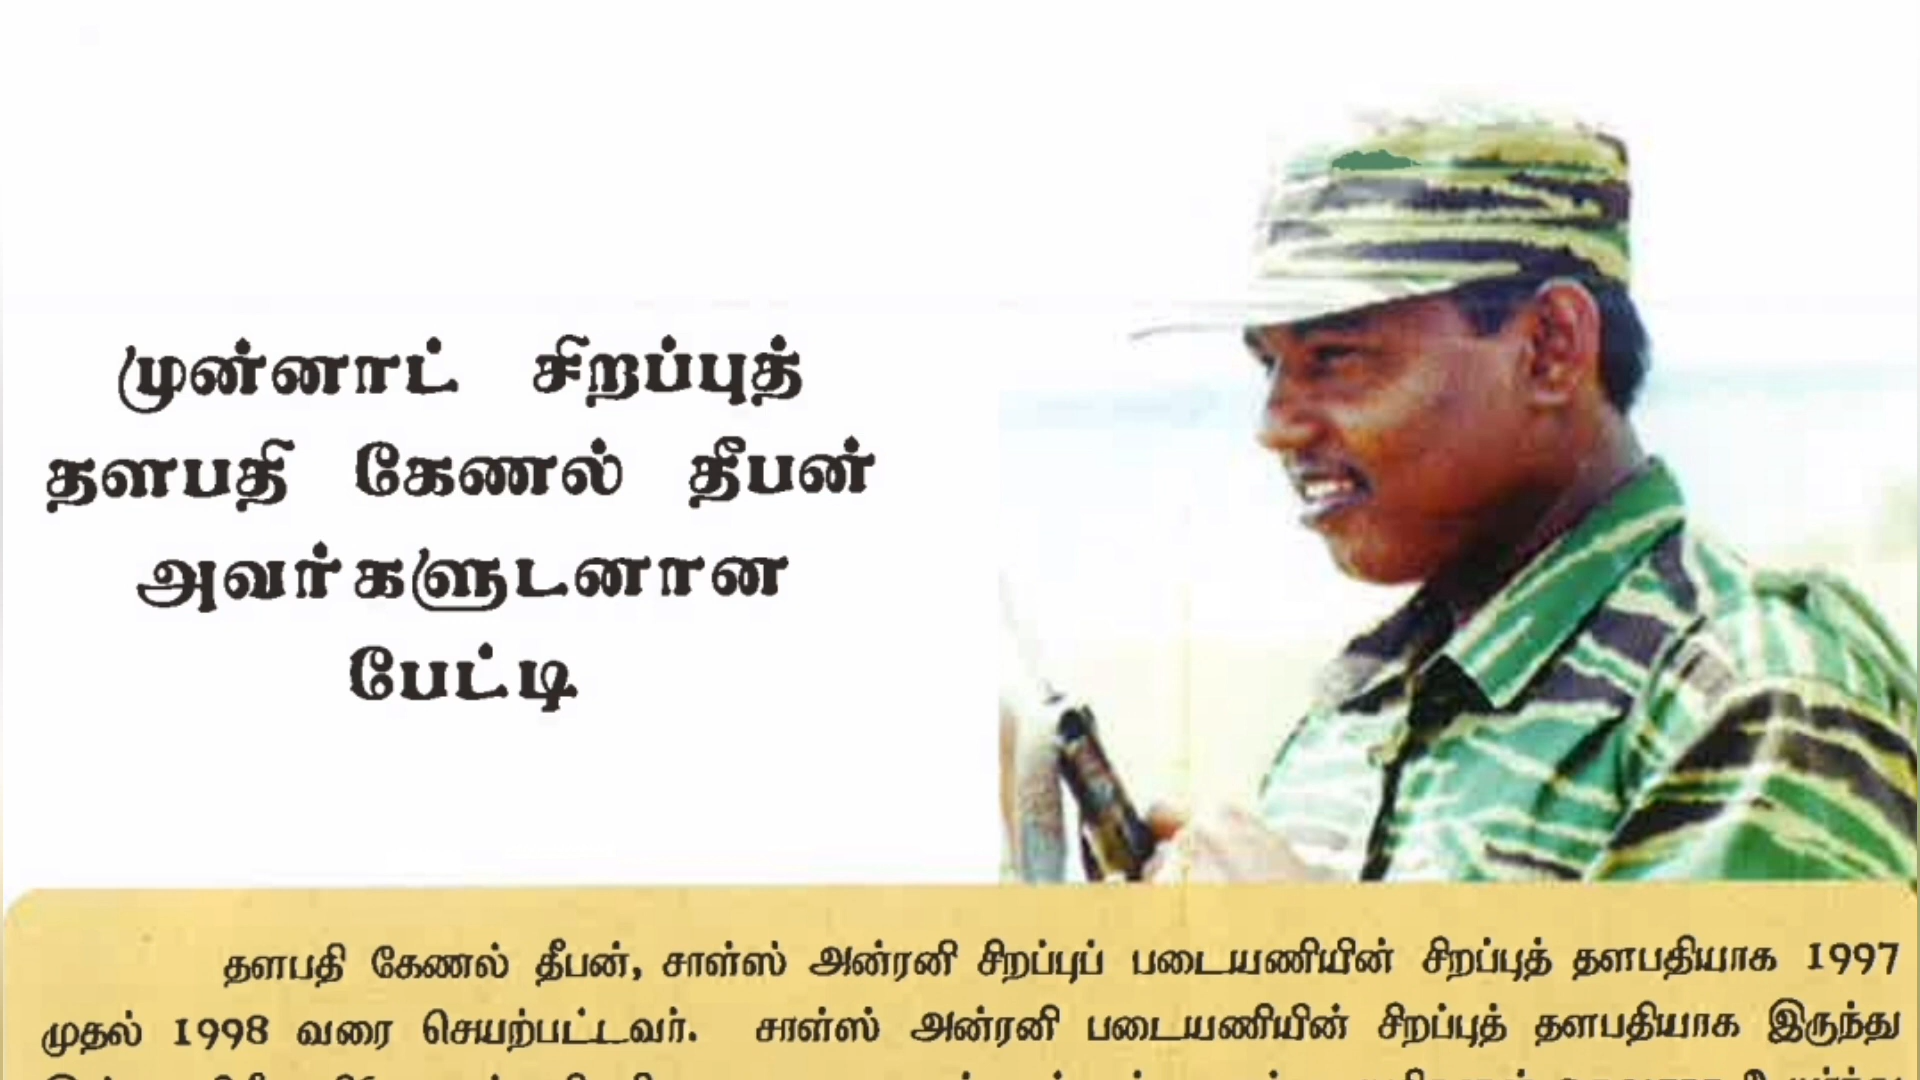 முன்னாட் சிறப்புத்
தளபதி கேணல் தீபன்
அவர்களுடனான
பேட்டி
தளபதி கேணல் தீபன், சாள்ஸ் அன்ரனி சிறப்புப் படையணியின் சிறப்புத் தளபதியாக 1997
முதல் 1998 வரை செயற்பட்டவர். சாள்ஸ் அன்ரனி படையணியின் சிறப்புத் தளபதியாக இருந்து